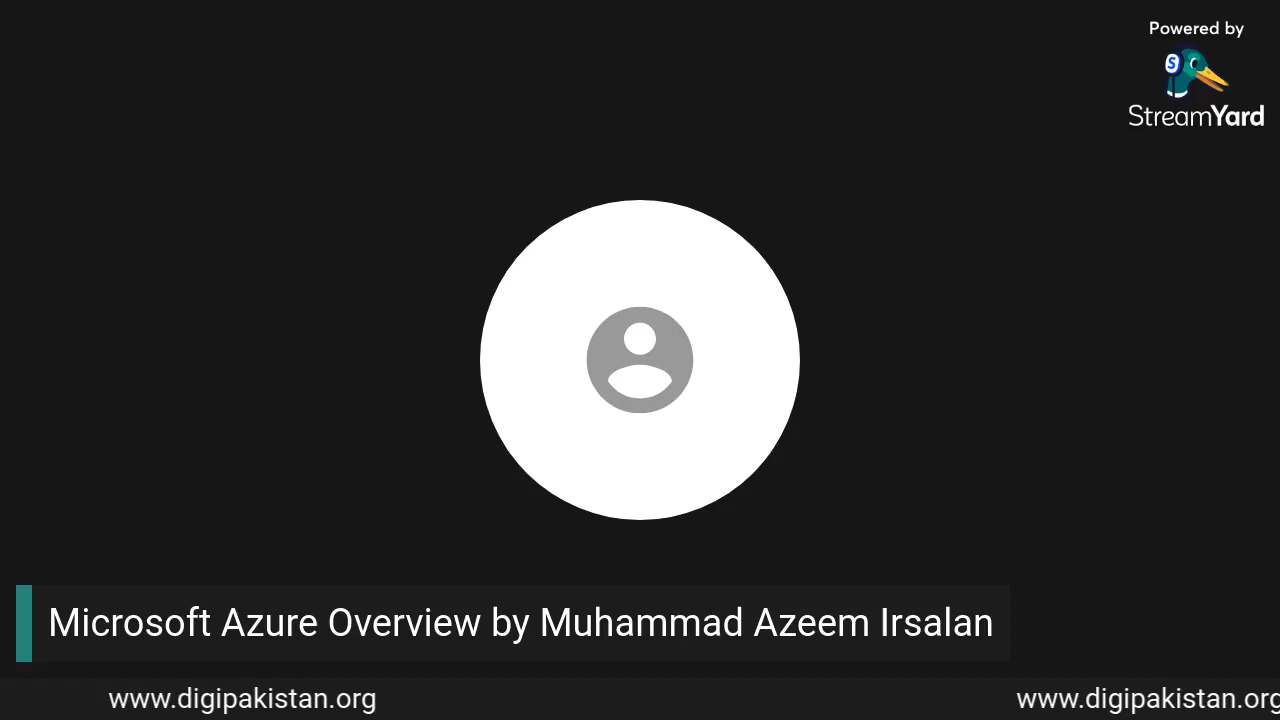 Powered by
S
StreamYard
Microsoft Azure Overview by Muhammad Azeem Irsalan
www.digipakistan.org www.digipakistan.org